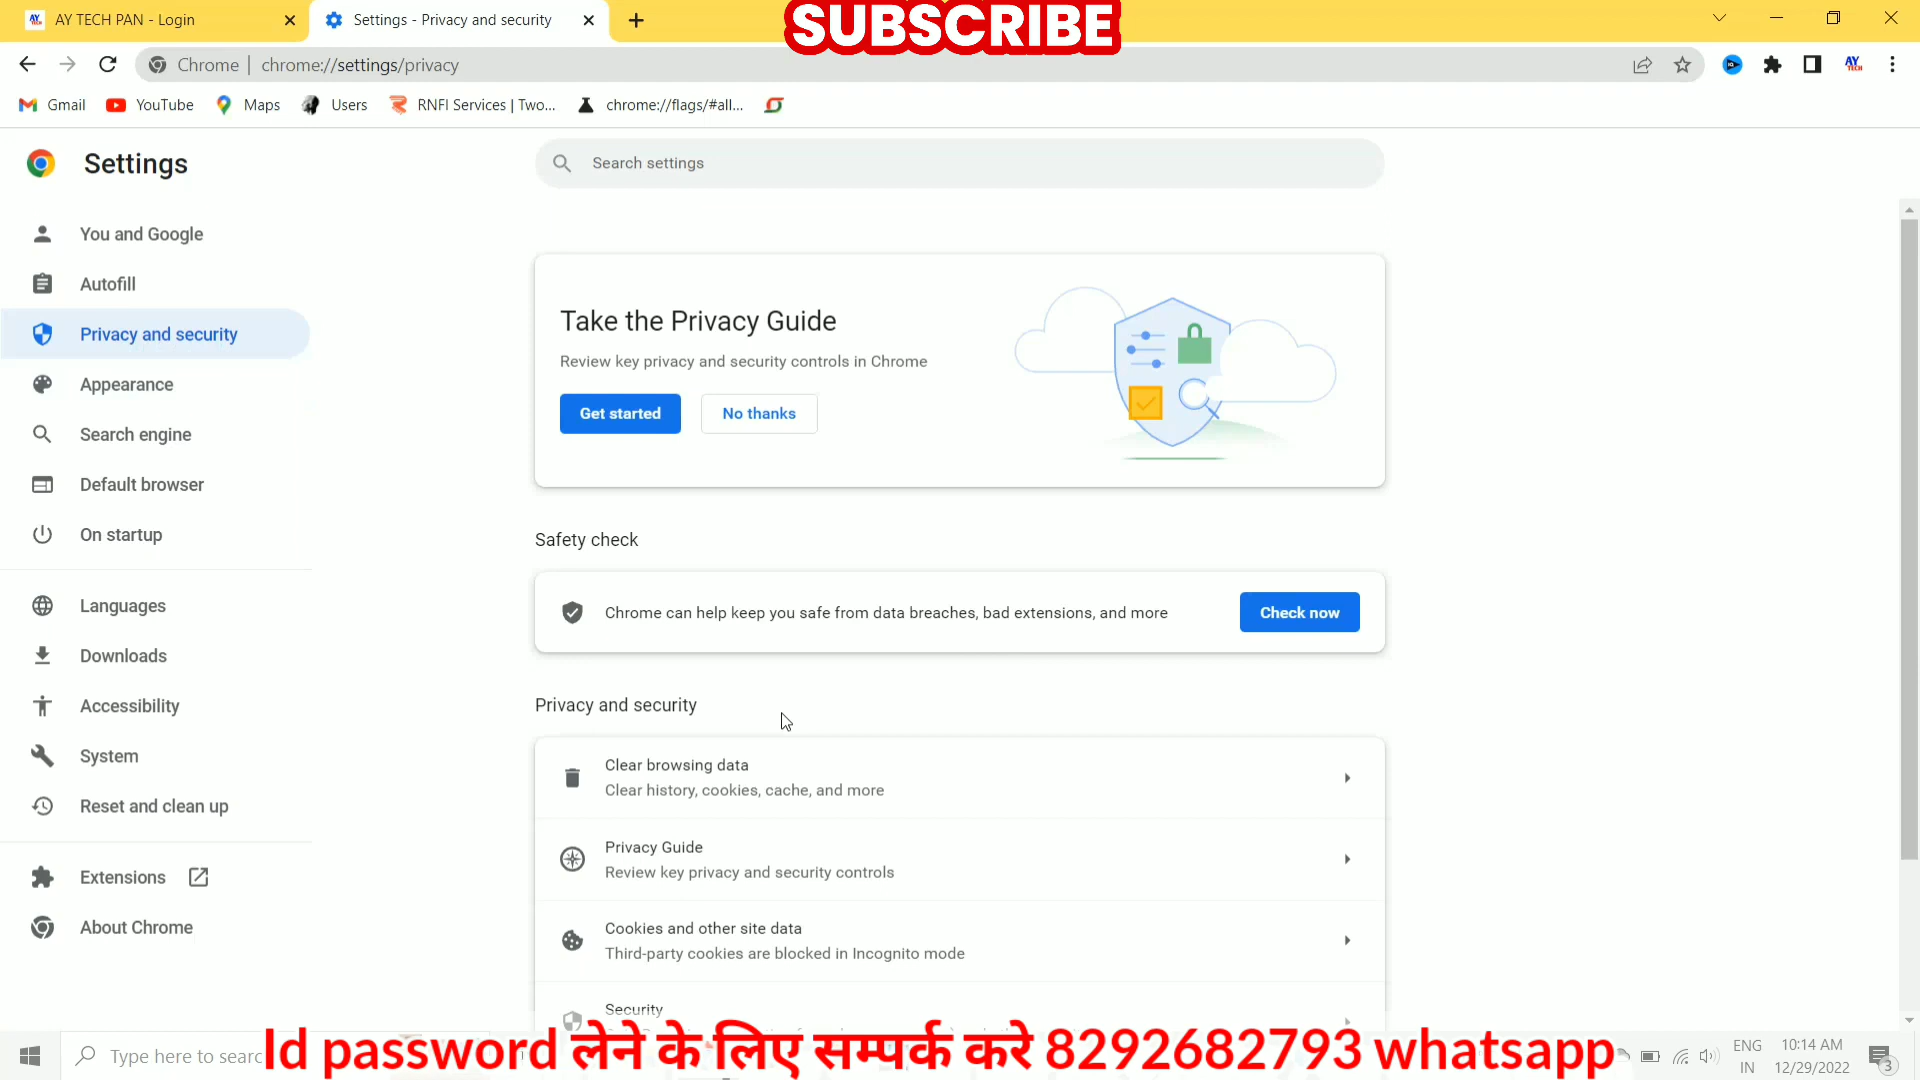 AY TECH PAN - Login
Settings - Privacy and security
SUBSCRIBE
Chrome | chrome://settings/privacy
AY TECH
Gmail
YouTube
Maps
Users
RNFI Services | Two...
chrome://flags/#all...
Settings
Search settings
You and Google
Autofill
Privacy and security
Appearance
Search engine
Default browser
On startup
Languages
Downloads
Accessibility
System
Reset and clean up
Extensions
About Chrome
Take the Privacy Guide
Review key privacy and security controls in Chrome
Get started
No thanks
Safety check
Chrome can help keep you safe from data breaches, bad extensions, and more
Check now
Privacy and security
Clear browsing data
Clear history, cookies, cache, and more
Privacy Guide
Review key privacy and security controls
Cookies and other site data
Third-party cookies are blocked in Incognito mode
Security
Type here to searc
Id password लेने के लिए सम्पर्क करे 8292682793 whatsapp
ENG
IN
10:14 AM
12/29/2022
3